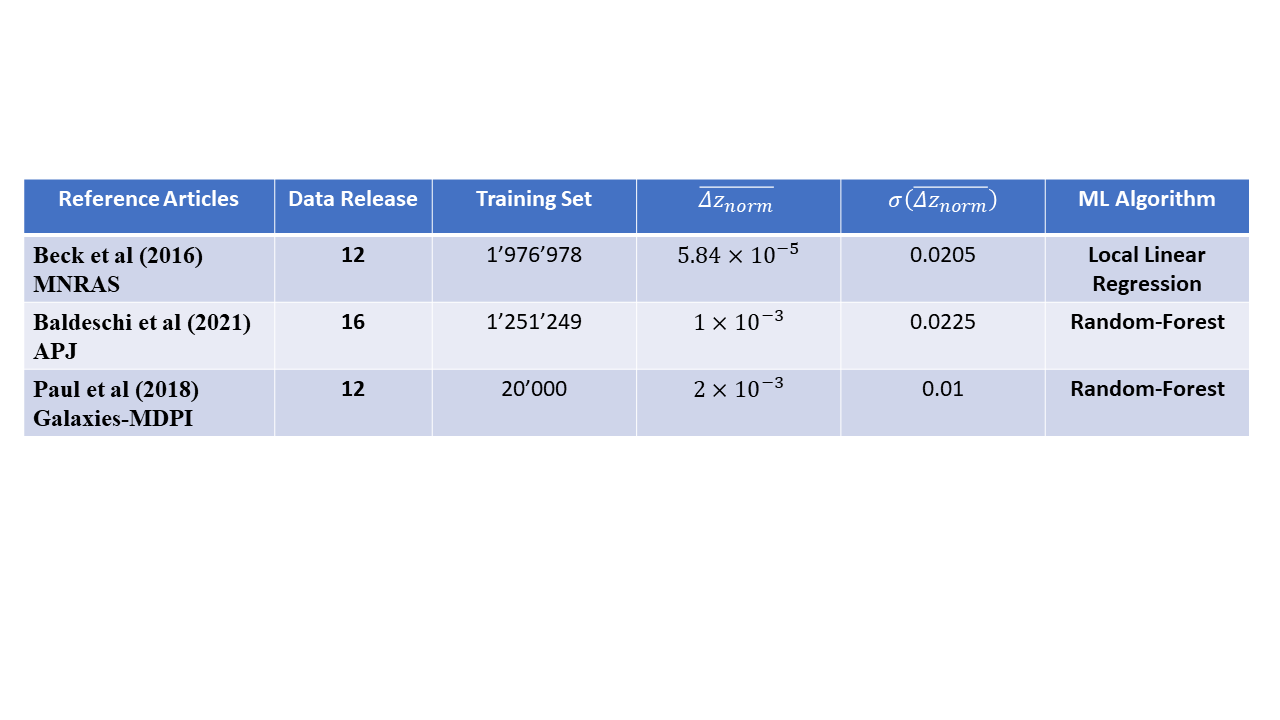 Reference Articles Data Release Training Set $\overline{\Delta z_{norm}}$ $\sigma(\overline{\Delta z_{norm}})$ ML Algorithm
Beck et al (2016) 12 1’976’978 $5.84 \times 10^{-5}$ 0.0205 Local Linear
MNRAS Regression
Baldeschi et al (2021) 16 1’251’249 $1 \times 10^{-3}$ 0.0225 Random-Forest
APJ
Paul et al (2018) 12 20’000 $2 \times 10^{-3}$ 0.01 Random-Forest
Galaxies-MDPI